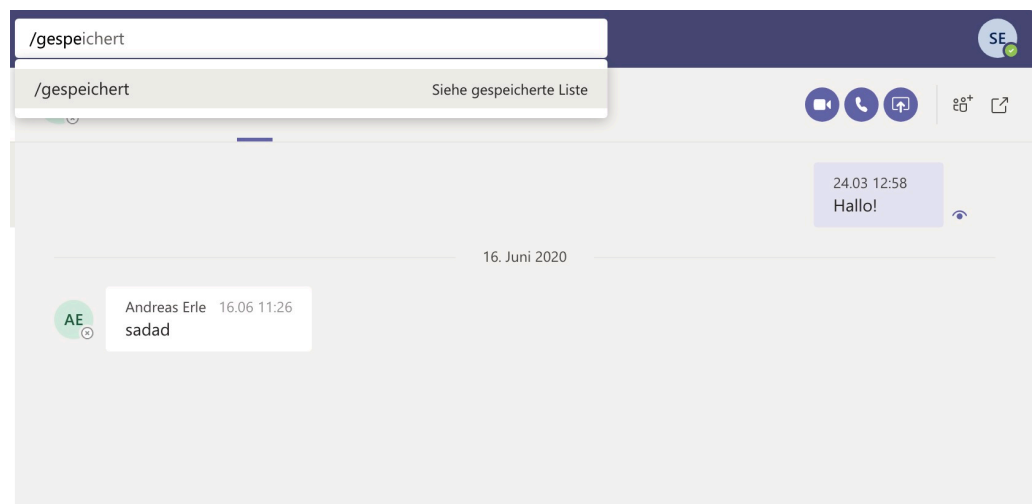 /gespeichert
SE
/gespeichert Siehe gespeicherte Liste
24.03 12:58
Hallo!
16. Juni 2020
AE
Andreas Erle 16.06 11:26
sadad